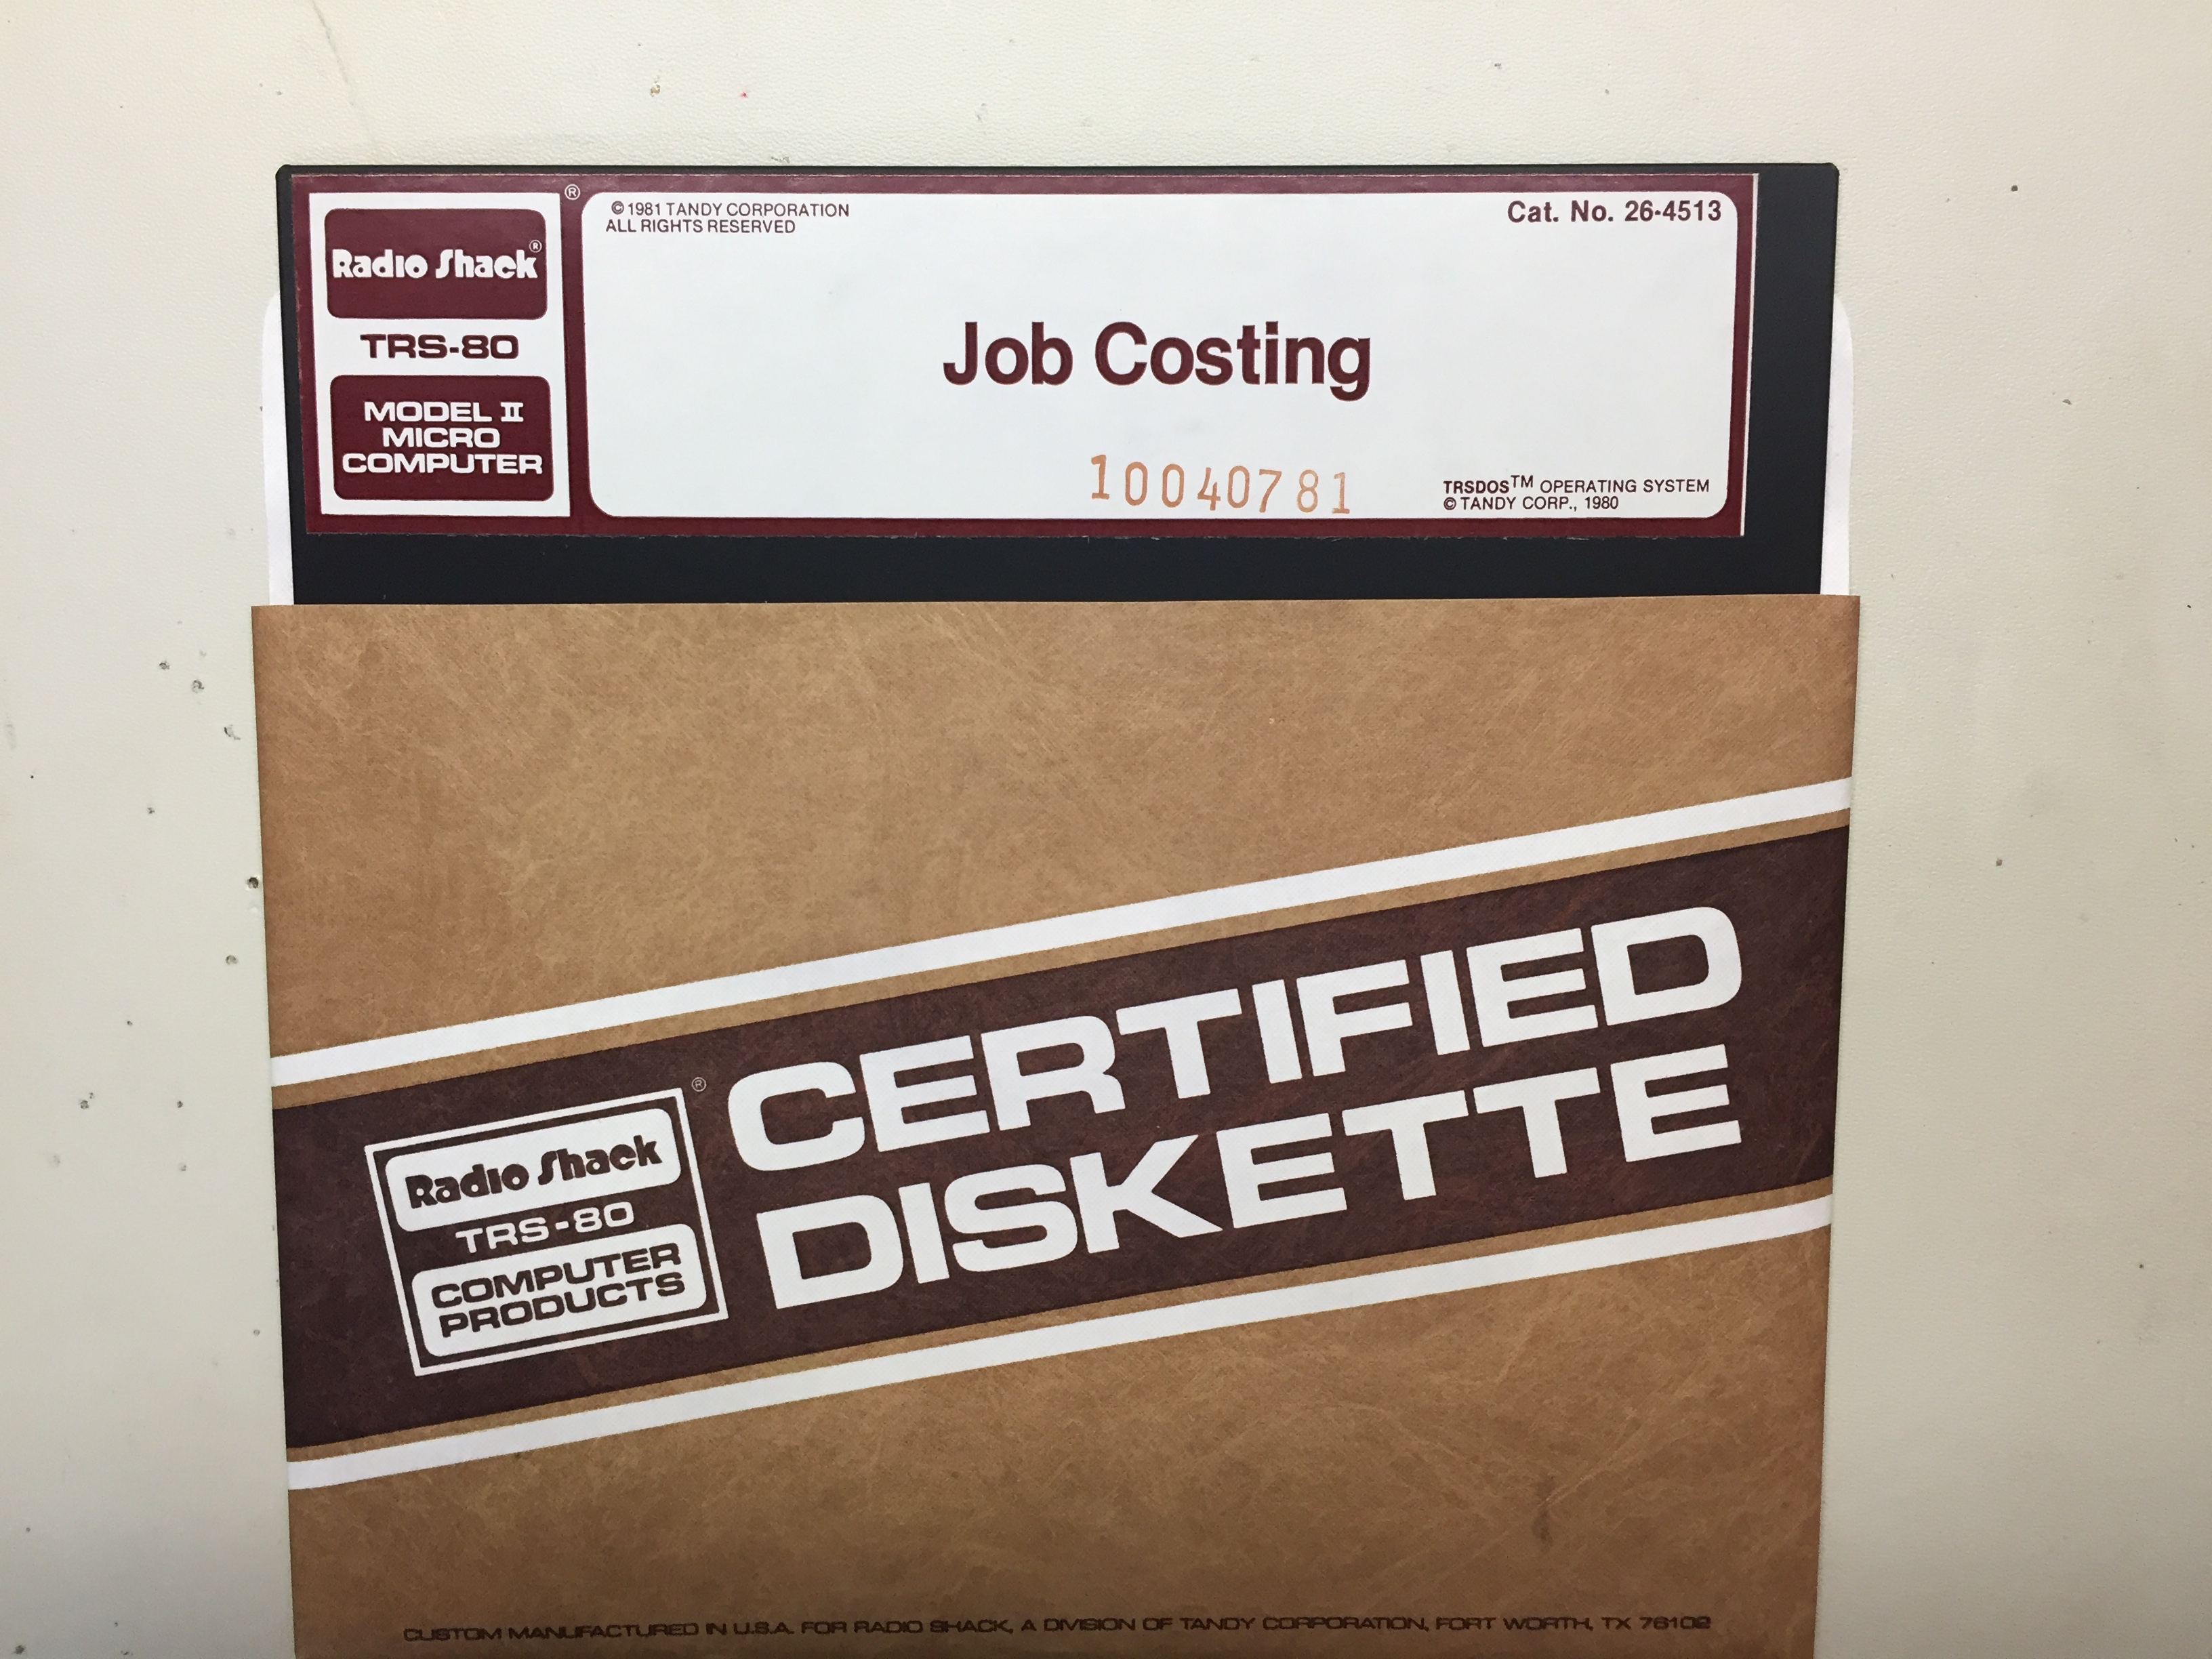 Radio Shack®
TRS-80
MODEL II
MICRO
COMPUTER
®
© 1981 TANDY CORPORATION
ALL RIGHTS RESERVED
Cat. No. 26-4513
Job Costing
10040781
TRSDOS™ OPERATING SYSTEM
© TANDY CORP., 1980
CERTIFIED
DISKETTE
®
Radio Shack
TRS-80
COMPUTER
PRODUCTS
CUSTOM MANUFACTURED IN U.S.A. FOR RADIO SHACK, A DIVISION OF TANDY CORPORATION, FORT WORTH, TX 76102